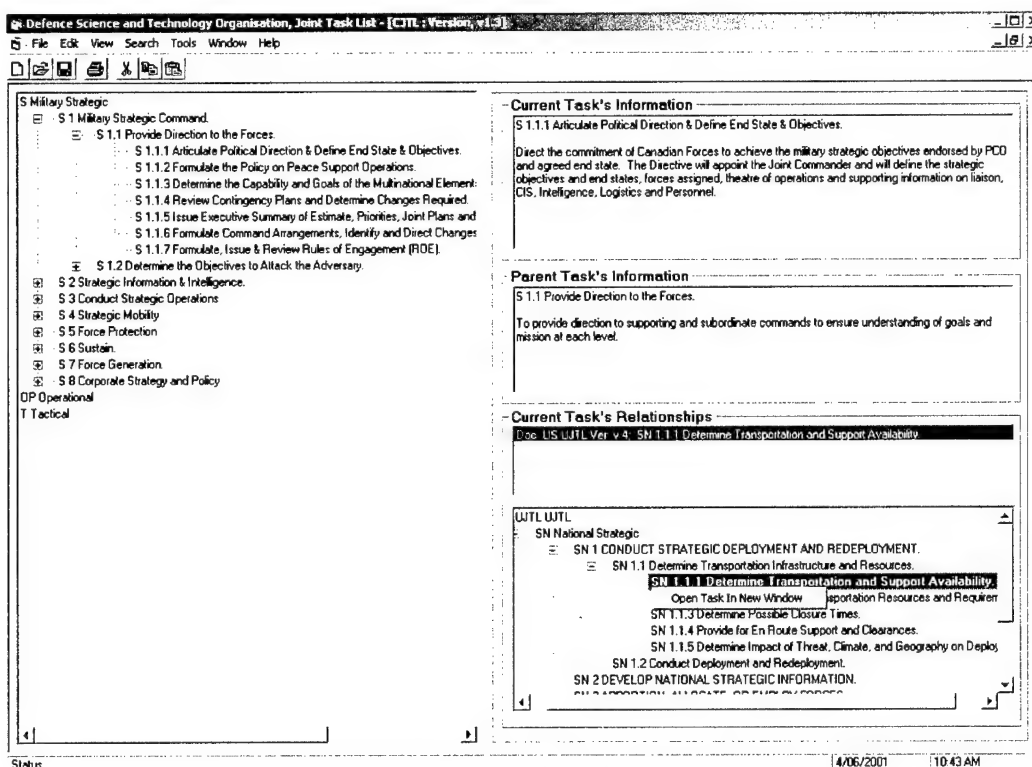 Defence Science and Technology Organisation, Joint Task List - [CJTL : Version, v1.3]
File Edit View Search Tools Window Help
S Military Strategic
S 1 Military Strategic Command.
S 1.1 Provide Direction to the Forces.
S 1.1.1 Articulate Political Direction & Define End State & Objectives.
S 1.1.2 Formulate the Policy on Peace Support Operations.
S 1.1.3 Determine the Capability and Goals of the Multinational Element:
S 1.1.4 Review Contingency Plans and Determine Changes Required.
S 1.1.5 Issue Executive Summary of Estimate, Priorities, Joint Plans and
S 1.1.6 Formulate Command Arrangements, Identify and Direct Changes
S 1.1.7 Formulate, Issue & Review Rules of Engagement (ROE).
S 1.2 Determine the Objectives to Attack the Adversary.
S 2 Strategic Information & Intelligence.
S 3 Conduct Strategic Operations
S 4 Strategic Mobility
S 5 Force Protection
S 6 Sustain.
S 7 Force Generation.
S 8 Corporate Strategy and Policy
OP Operational
T Tactical
Current Task's Information
S 1.1.1 Articulate Political Direction & Define End State & Objectives.
Direct the commitment of Canadian Forces to achieve the military strategic objectives endorsed by PCO
and agreed end state. The Directive will appoint the Joint Commander and will define the strategic
objectives and end states, forces assigned, theatre of operations and supporting information on liaison,
CIS, Intelligence, Logistics and Personnel.
Parent Task's Information
S 1.1 Provide Direction to the Forces.
To provide direction to supporting and subordinate commands to ensure understanding of goals and
mission at each level.
Current Task's Relationships
Doc: US UJTL Ver: v 4: SN 1.1.1 Determine Transportation and Support Availability.
UJTL UJTL
SN National Strategic
SN 1 CONDUCT STRATEGIC DEPLOYMENT AND REDEPLOYMENT.
SN 1.1 Determine Transportation Infrastructure and Resources.
SN 1.1.1 Determine Transportation and Support Availability.
Open Task In New Window sportation Resources and Requirem
SN 1.1.3 Determine Possible Closure Times.
SN 1.1.4 Provide for En Route Support and Clearances.
SN 1.1.5 Determine Impact of Threat, Climate, and Geography on Deploy
SN 1.2 Conduct Deployment and Redeployment.
SN 2 DEVELOP NATIONAL STRATEGIC INFORMATION.
Status
4/06/2001 10:43 AM